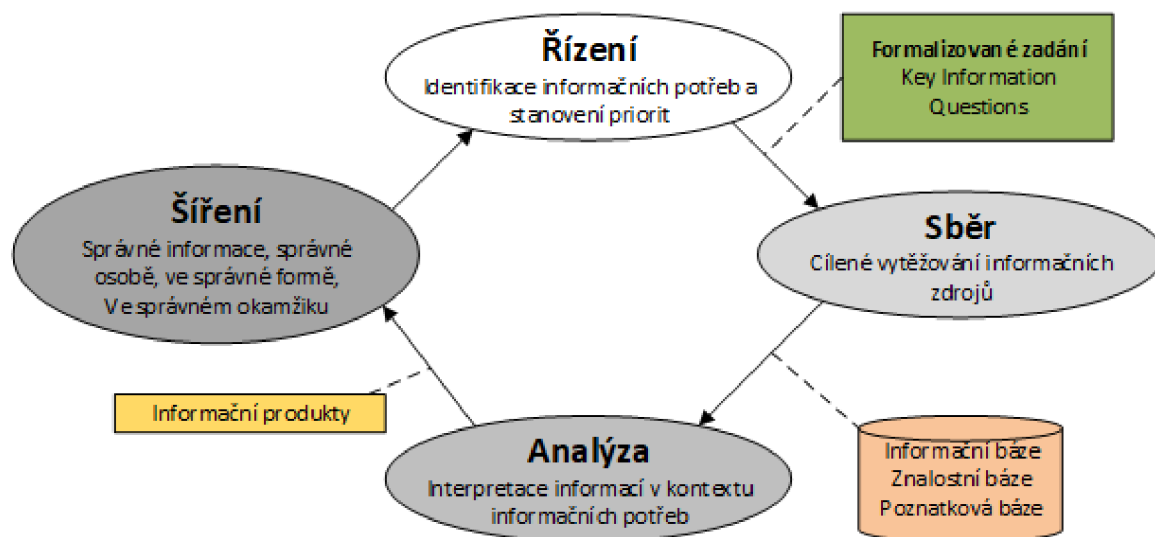 Řízení
Identifikace informačních potřeb a
stanovení priorit
Formalizované zadání
Key Information
Questions
Šíření
Správné informace, správné
osobě, ve správné formě,
Ve správném okamžiku
Sběr
Cílené vytěžování informačních
zdrojů
Informační produkty
Analýza
Interpretace informací v kontextu
informačních potřeb
Informační báze
Znalostní báze
Poznatková báze